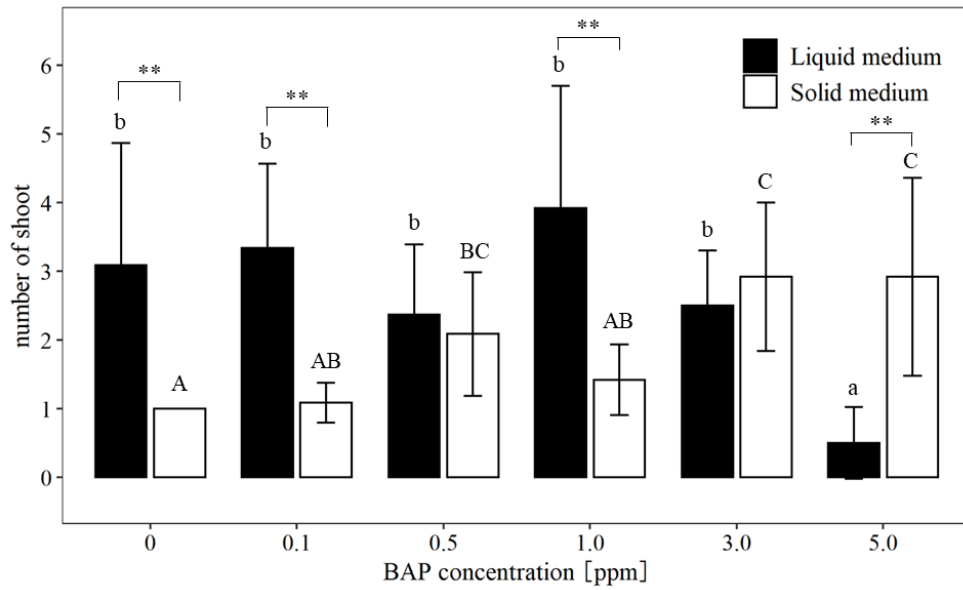 number of shoot
6
5
4
3
2
1
0
Liquid medium
Solid medium
** ** ** **
b A
b AB
b BC
b AB
b C
a C
0 0.1 0.5 1.0 3.0 5.0
BAP concentration [ppm]